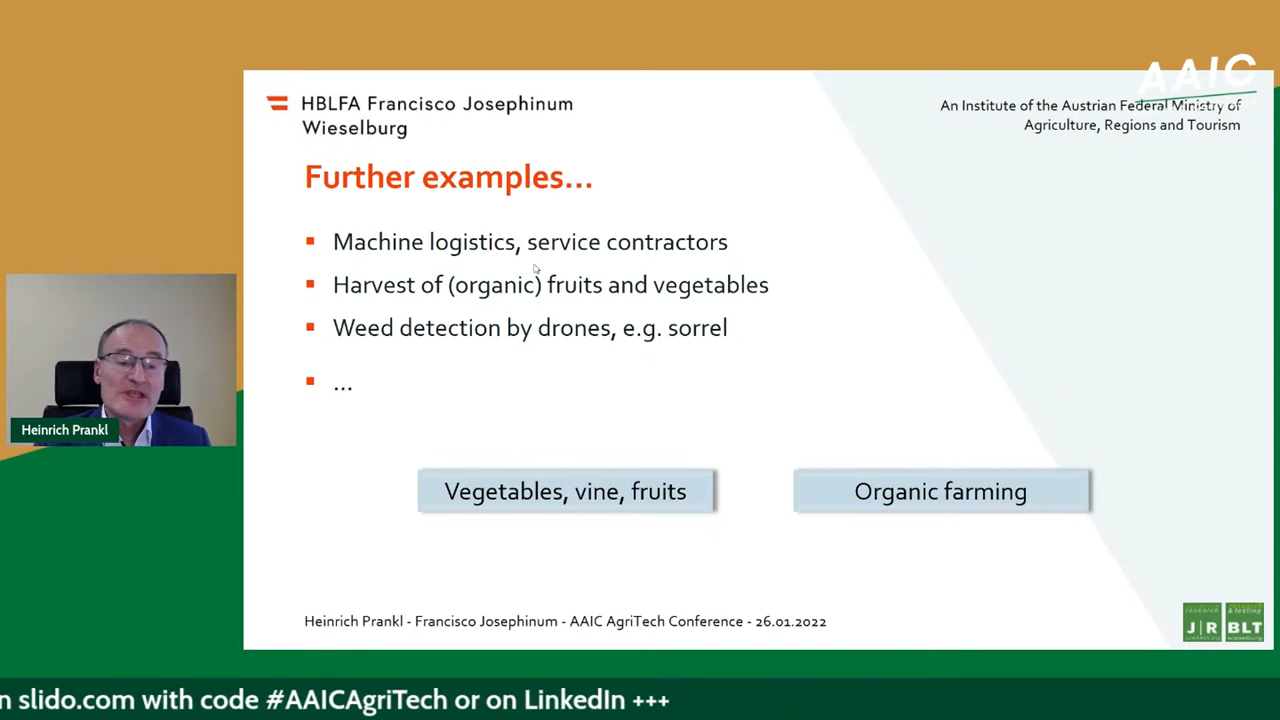 AAIC
HBLFA Francisco Josephinum
Wieselburg
An Institute of the Austrian Federal Ministry of
Agriculture, Regions and Tourism
Further examples...
Machine logistics, service contractors
Harvest of (organic) fruits and vegetables
Weed detection by drones, e.g. sorrel
...
Heinrich Prankl
Vegetables, vine, fruits
Organic farming
Heinrich Prankl - Francisco Josephinum - AAIC AgriTech Conference - 26.01.2022
research & testing
J|R BLT
n slido.com with code #AAICAgriTech or on LinkedIn +++